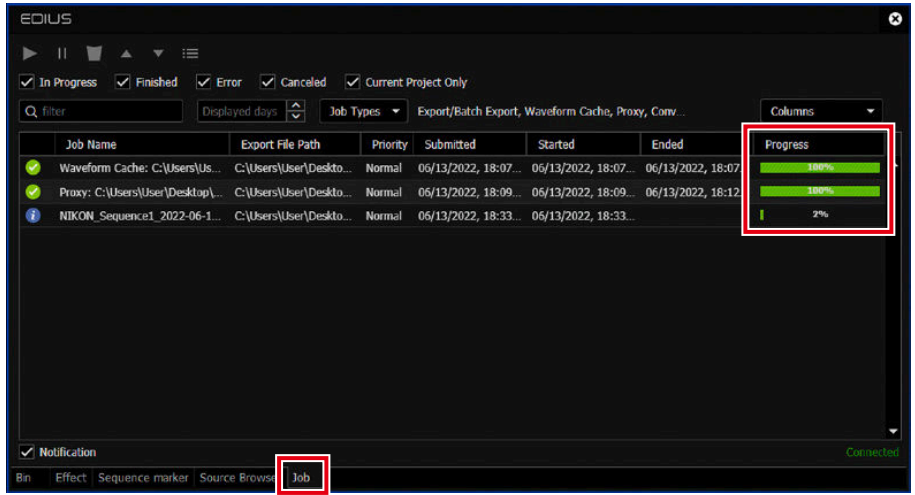 EDIUS
In Progress Finished Error Canceled Current Project Only
filter Displayed days Job Types Export/Batch Export, Waveform Cache, Proxy, Conv... Columns
Job Name Export File Path Priority Submitted Started Ended Progress
Waveform Cache: C:\Users\Us... C:\Users\User\Deskto... Normal 06/13/2022, 18:07... 06/13/2022, 18:07... 06/13/2022, 18:07 100%
Proxy: C:\Users\User\Desktop\... C:\Users\User\Deskto... Normal 06/13/2022, 18:09... 06/13/2022, 18:09... 06/13/2022, 18:12 100%
NIKON_Sequence1_2022-06-1... C:\Users\User\Deskto... Normal 06/13/2022, 18:33... 06/13/2022, 18:33... 2%
Notification Connected
Bin Effect Sequence marker Source Browse Job